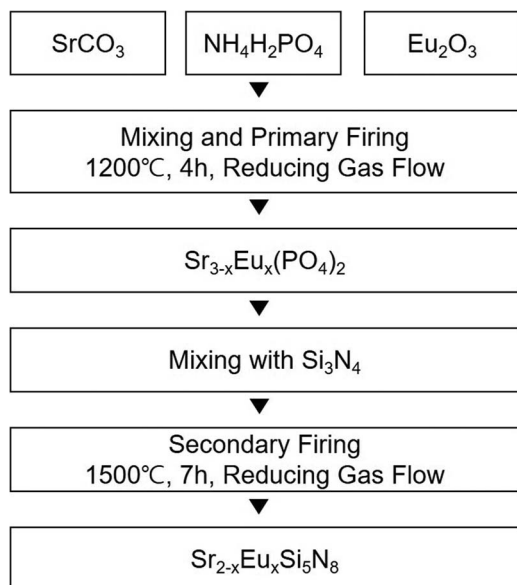 SrCO₃
NH₄H₂PO₄
Eu₂O₃
Mixing and Primary Firing
1200℃, 4h, Reducing Gas Flow
Sr₃₋ₓEuₓ(PO₄)₂
Mixing with Si₃N₄
Secondary Firing
1500℃, 7h, Reducing Gas Flow
Sr₂₋ₓEuₓSi₅N₈